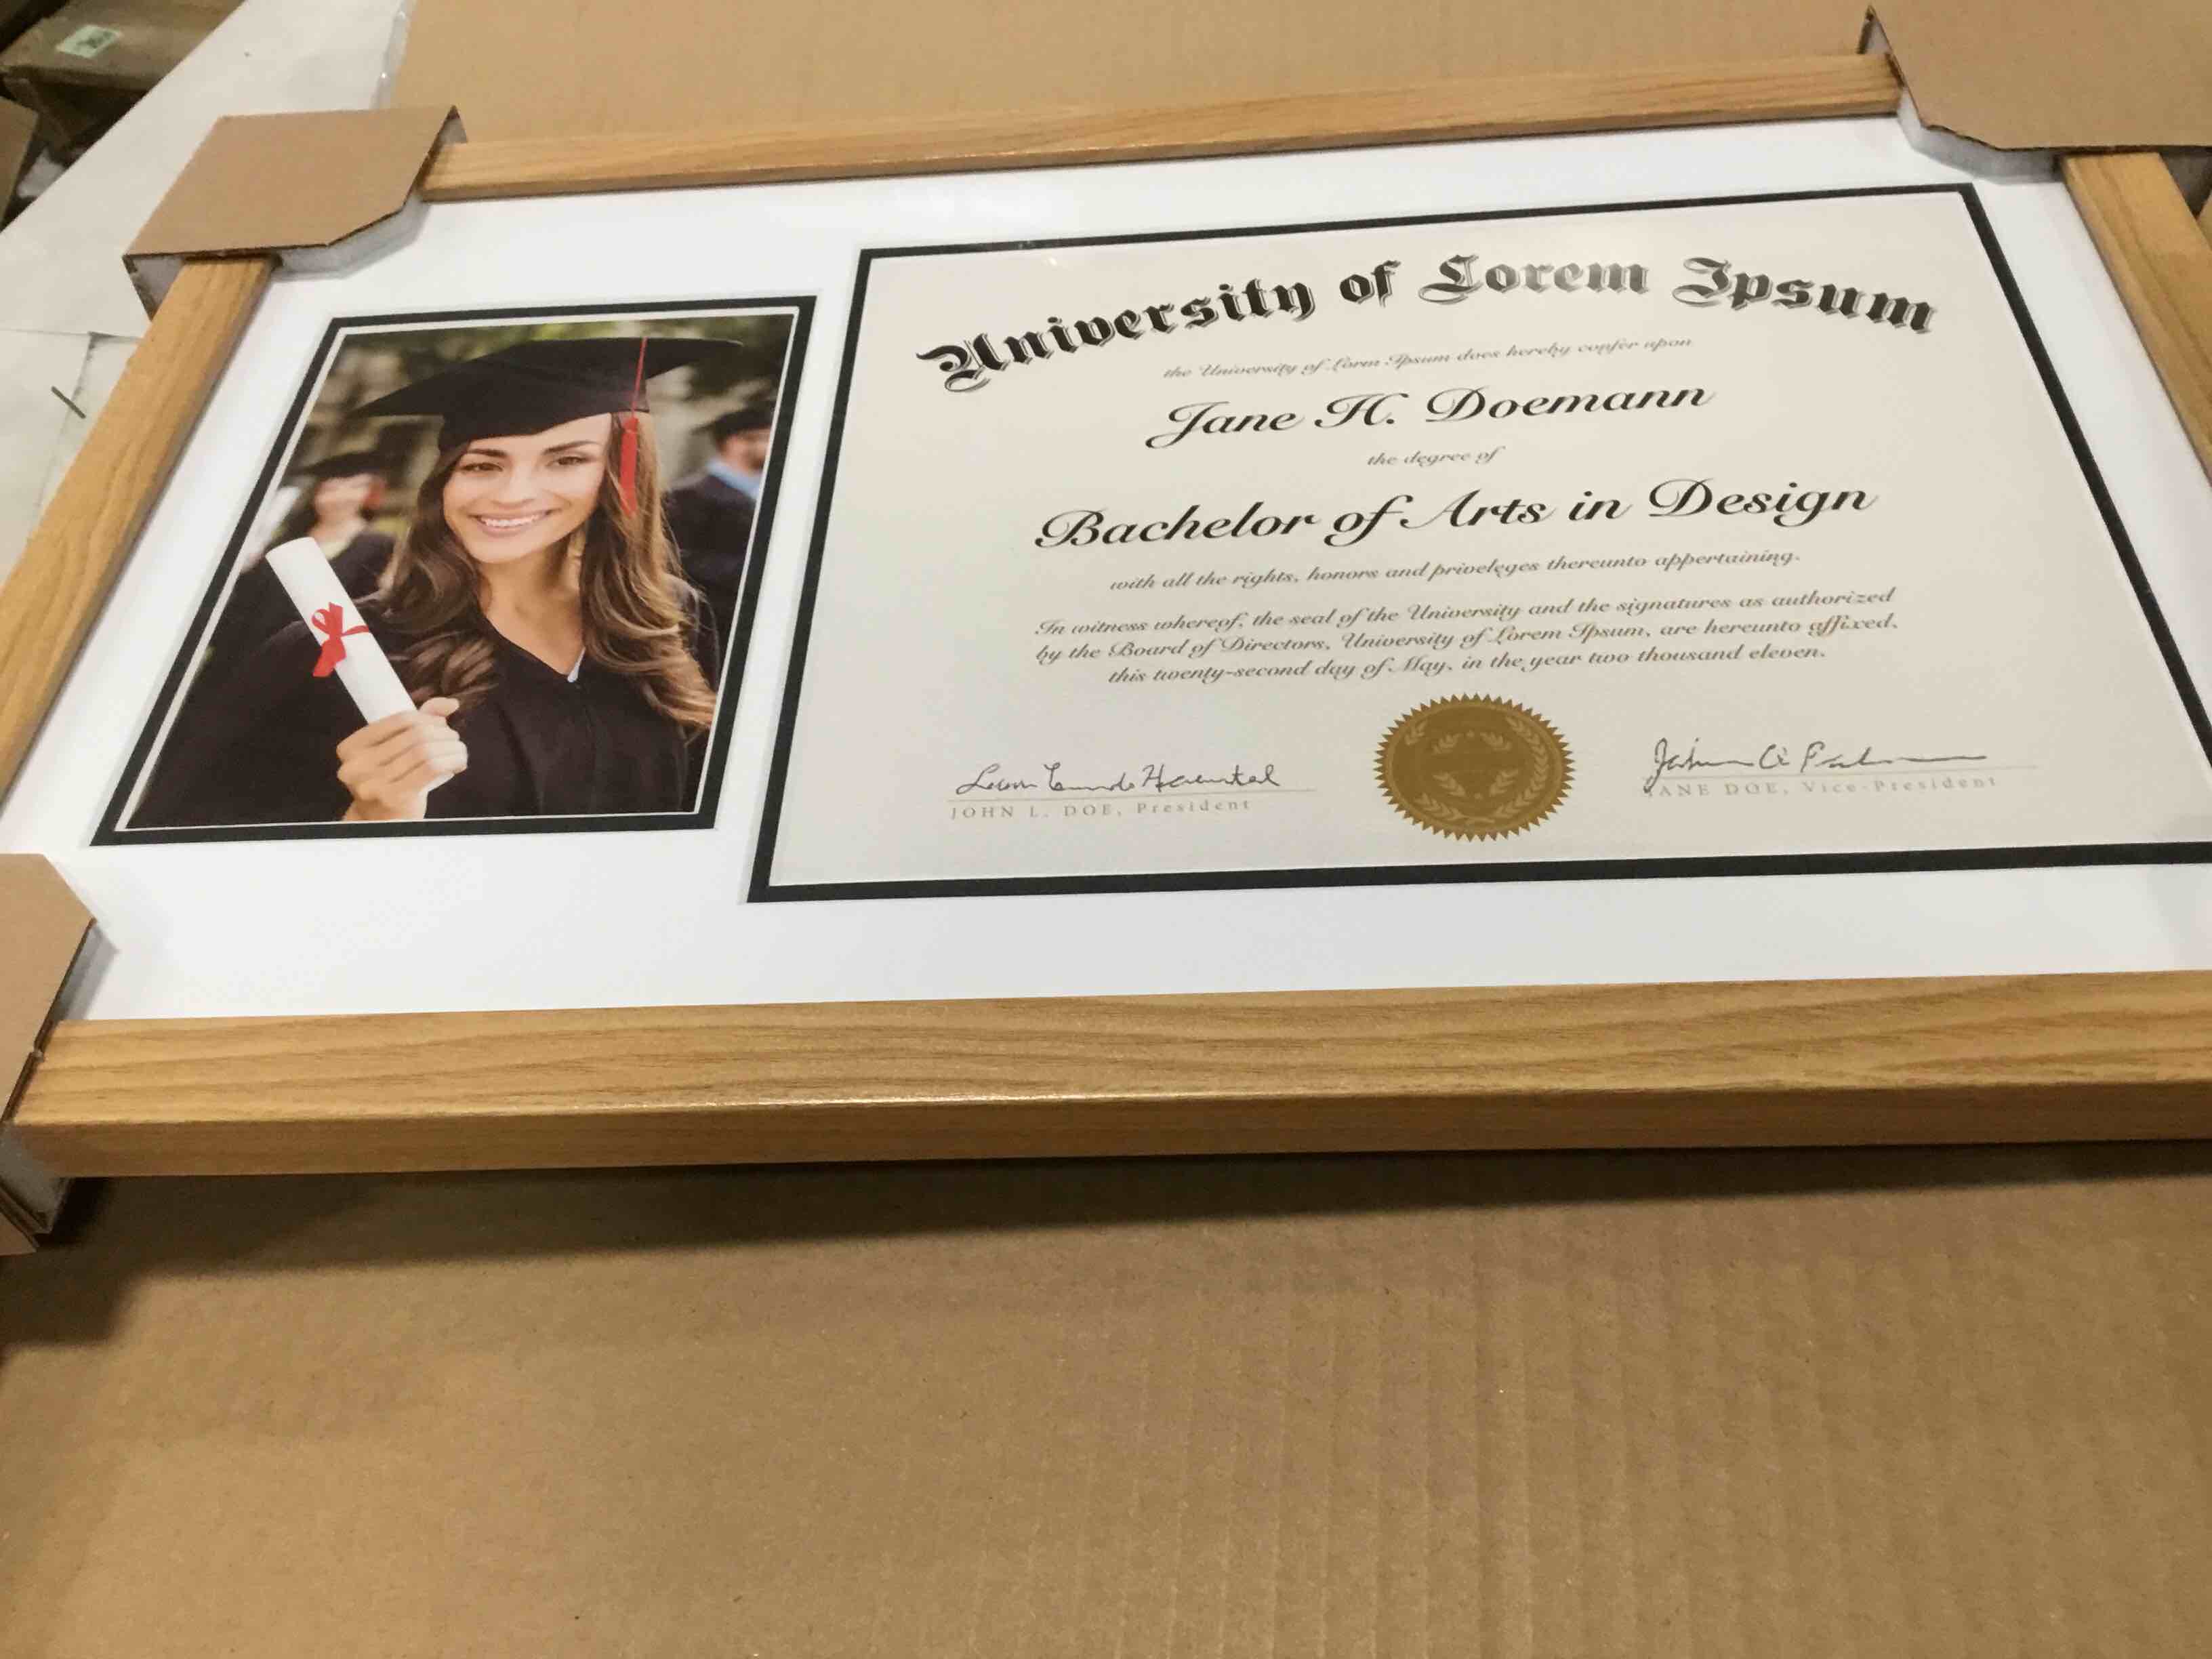 University of Lorem Ipsum
the University of Lorm Ipsum does hereby confer upon
Jane H. Doemann
the degree of
Bachelor of Arts in Design
with all the rights, honors and priveleges thereunto appertaining.
In witness whereof, the seal of the University and the signatures as authorized
by the Board of Directors, University of Lorem Ipsum, are hereunto affixed,
this twenty-second day of May, in the year two thousand eleven.
JOHN L. DOE, President
JANE DOE, Vice-President